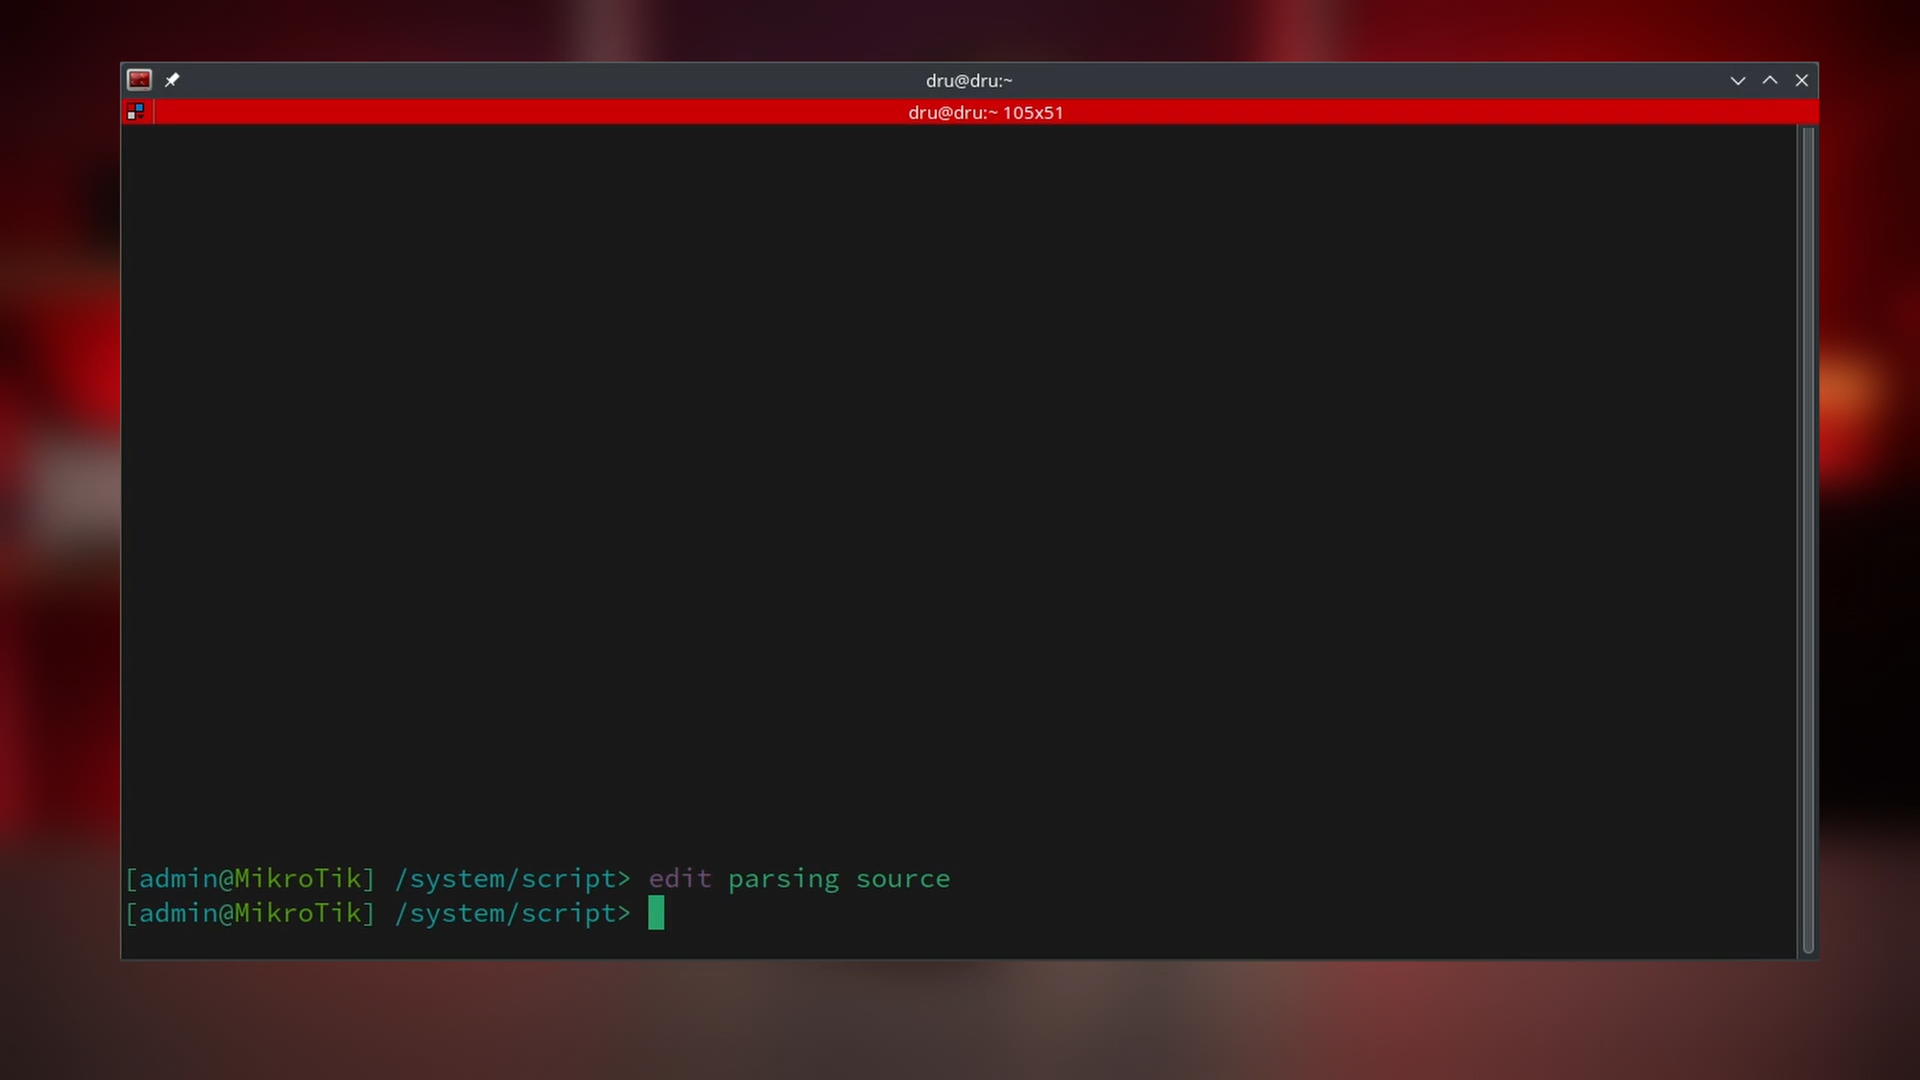 dru@dru:~
dru@dru:~ 105x51
[admin@MikroTik] /system/script> edit parsing source
[admin@MikroTik] /system/script>